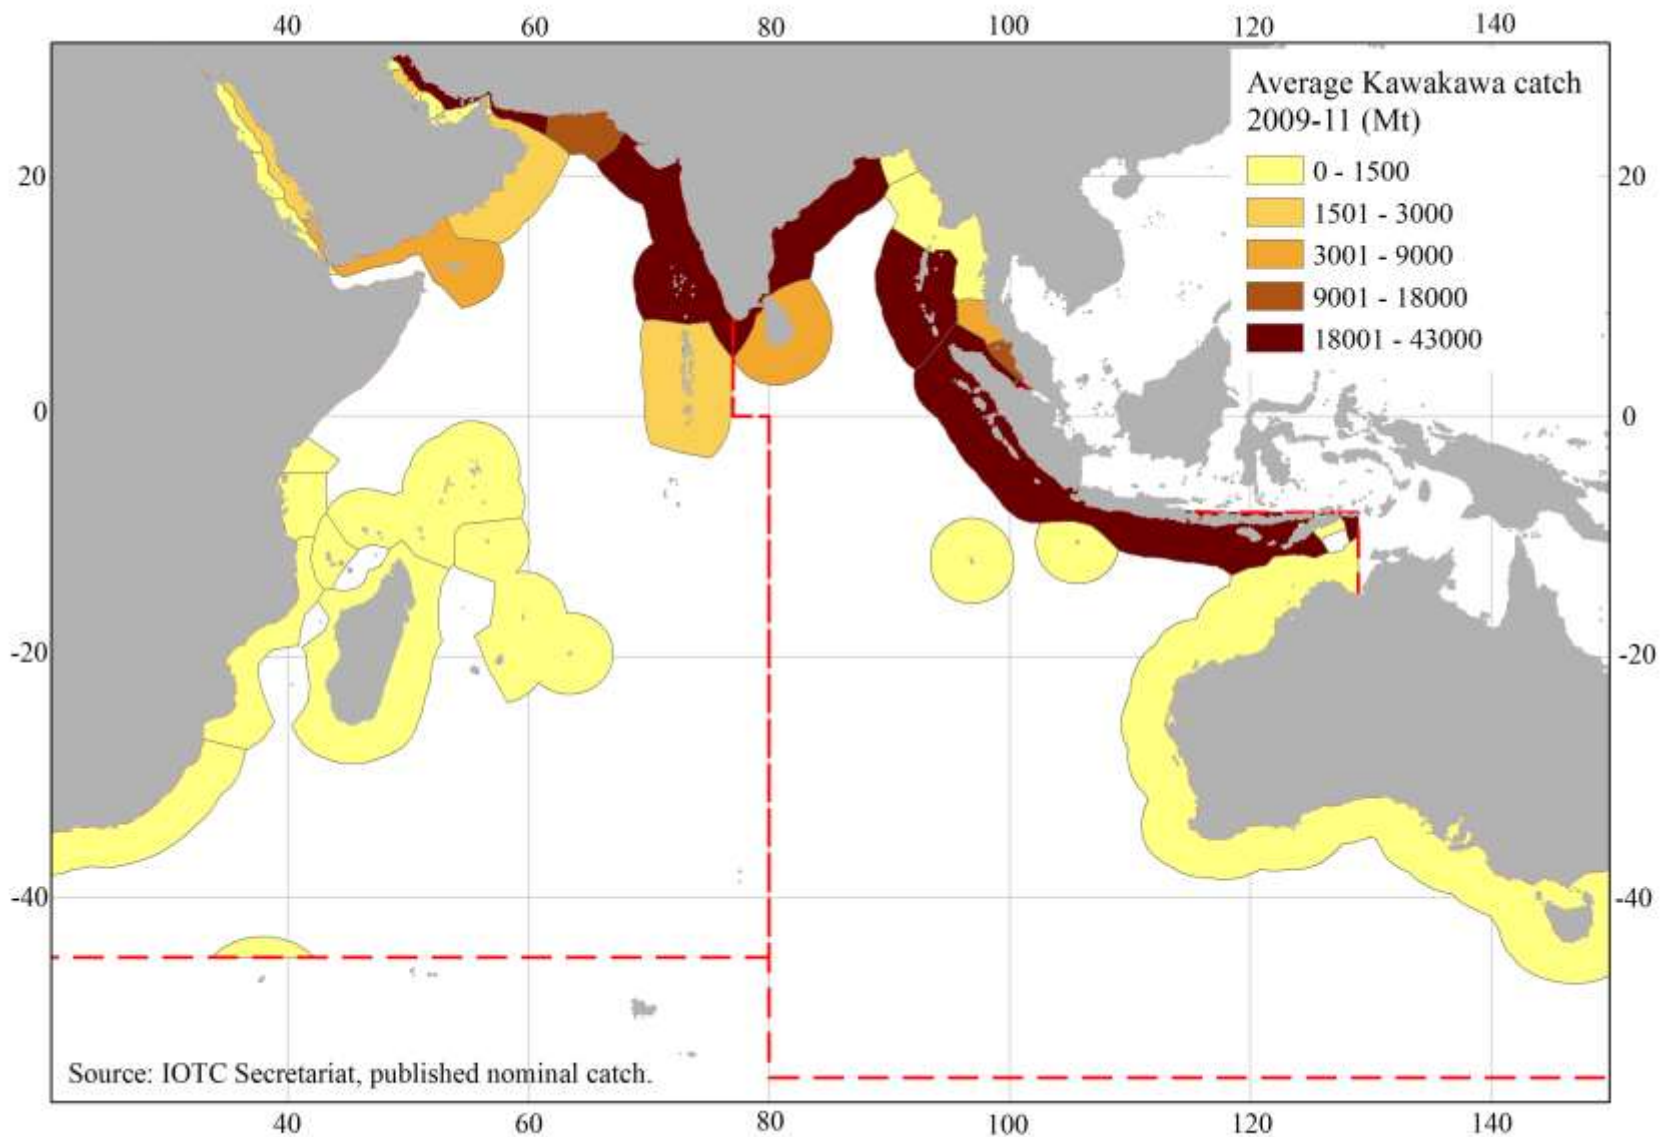 40 60 80 100 120 140
Average Kawakawa catch
2009-11 (Mt)
0 - 1500
1501 - 3000
3001 - 9000
9001 - 18000
18001 - 43000
20 20
0 0
-20 -20
-40 -40
Source: IOTC Secretariat, published nominal catch.
40 60 80 100 120 140